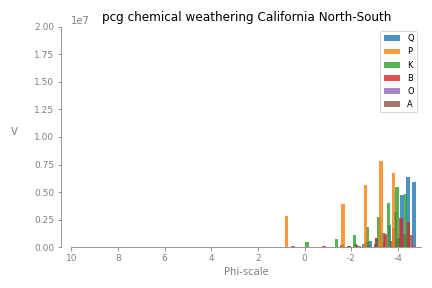 pcg chemical weathering California North-South
1e7
2.00
1.75
1.50
1.25
1.00
0.75
0.50
0.25
0.00
V
10
8
6
4
2
0
-2
-4
Phi-scale
Q
P
K
B
O
A